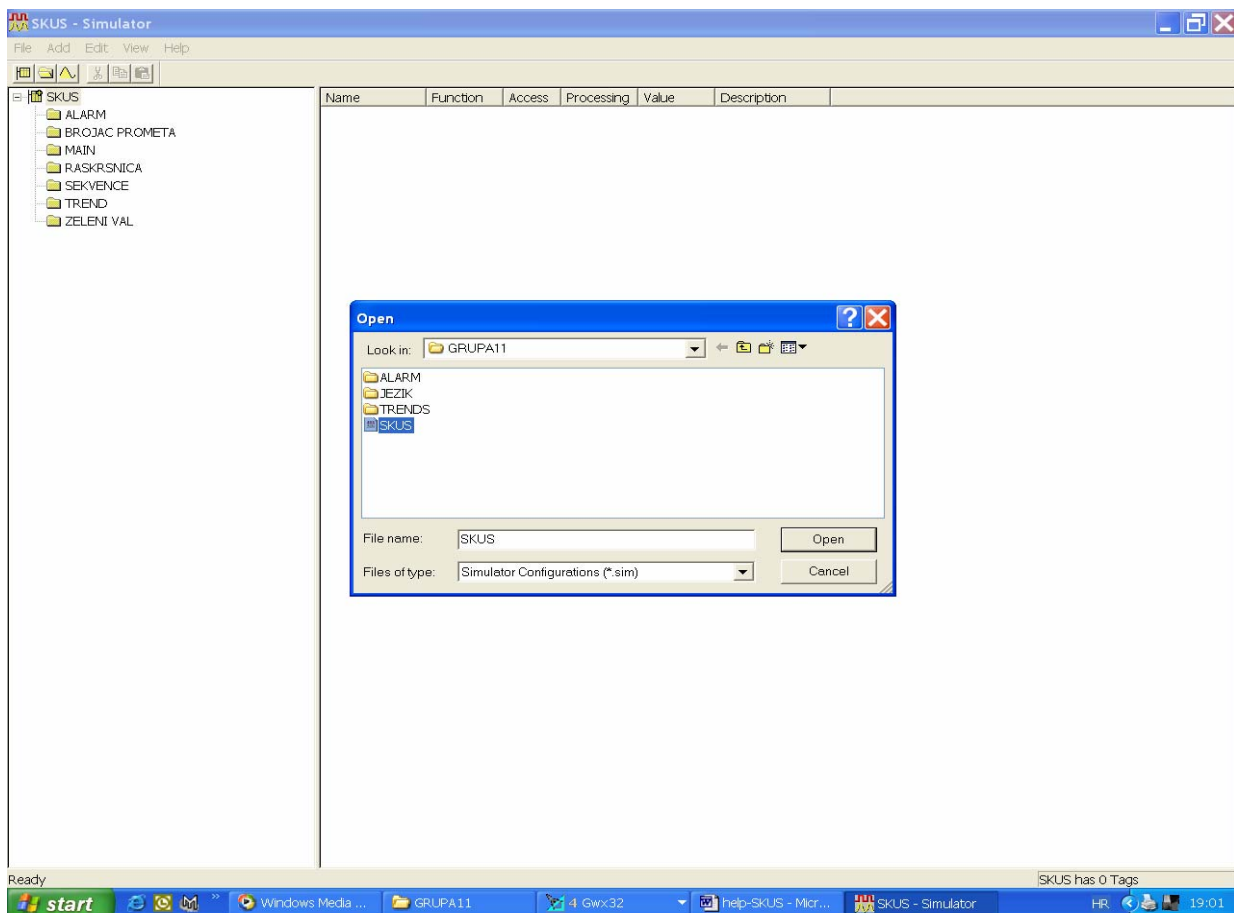 SKUS - Simulator
File Add Edit View Help
SKUS
ALARM
BROJAC PROMETA
MAIN
RASKRSNICA
SEKVENCE
TREND
ZELENI VAL
Name Function Access Processing Value Description
Open
Look in: GRUPA11
ALARM
JEZIK
TRENDS
SKUS
File name: SKUS Open
Files of type: Simulator Configurations (*.sim) Cancel
Ready SKUS has 0 Tags
start Windows Media ... GRUPA11 4 Gwx32 help-SKUS - Micr... SKUS - Simulator HR 19:01